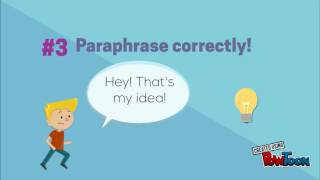 #3 Paraphrase correctly!
Hey! That's
my idea!
CREATED USING
POWTOON